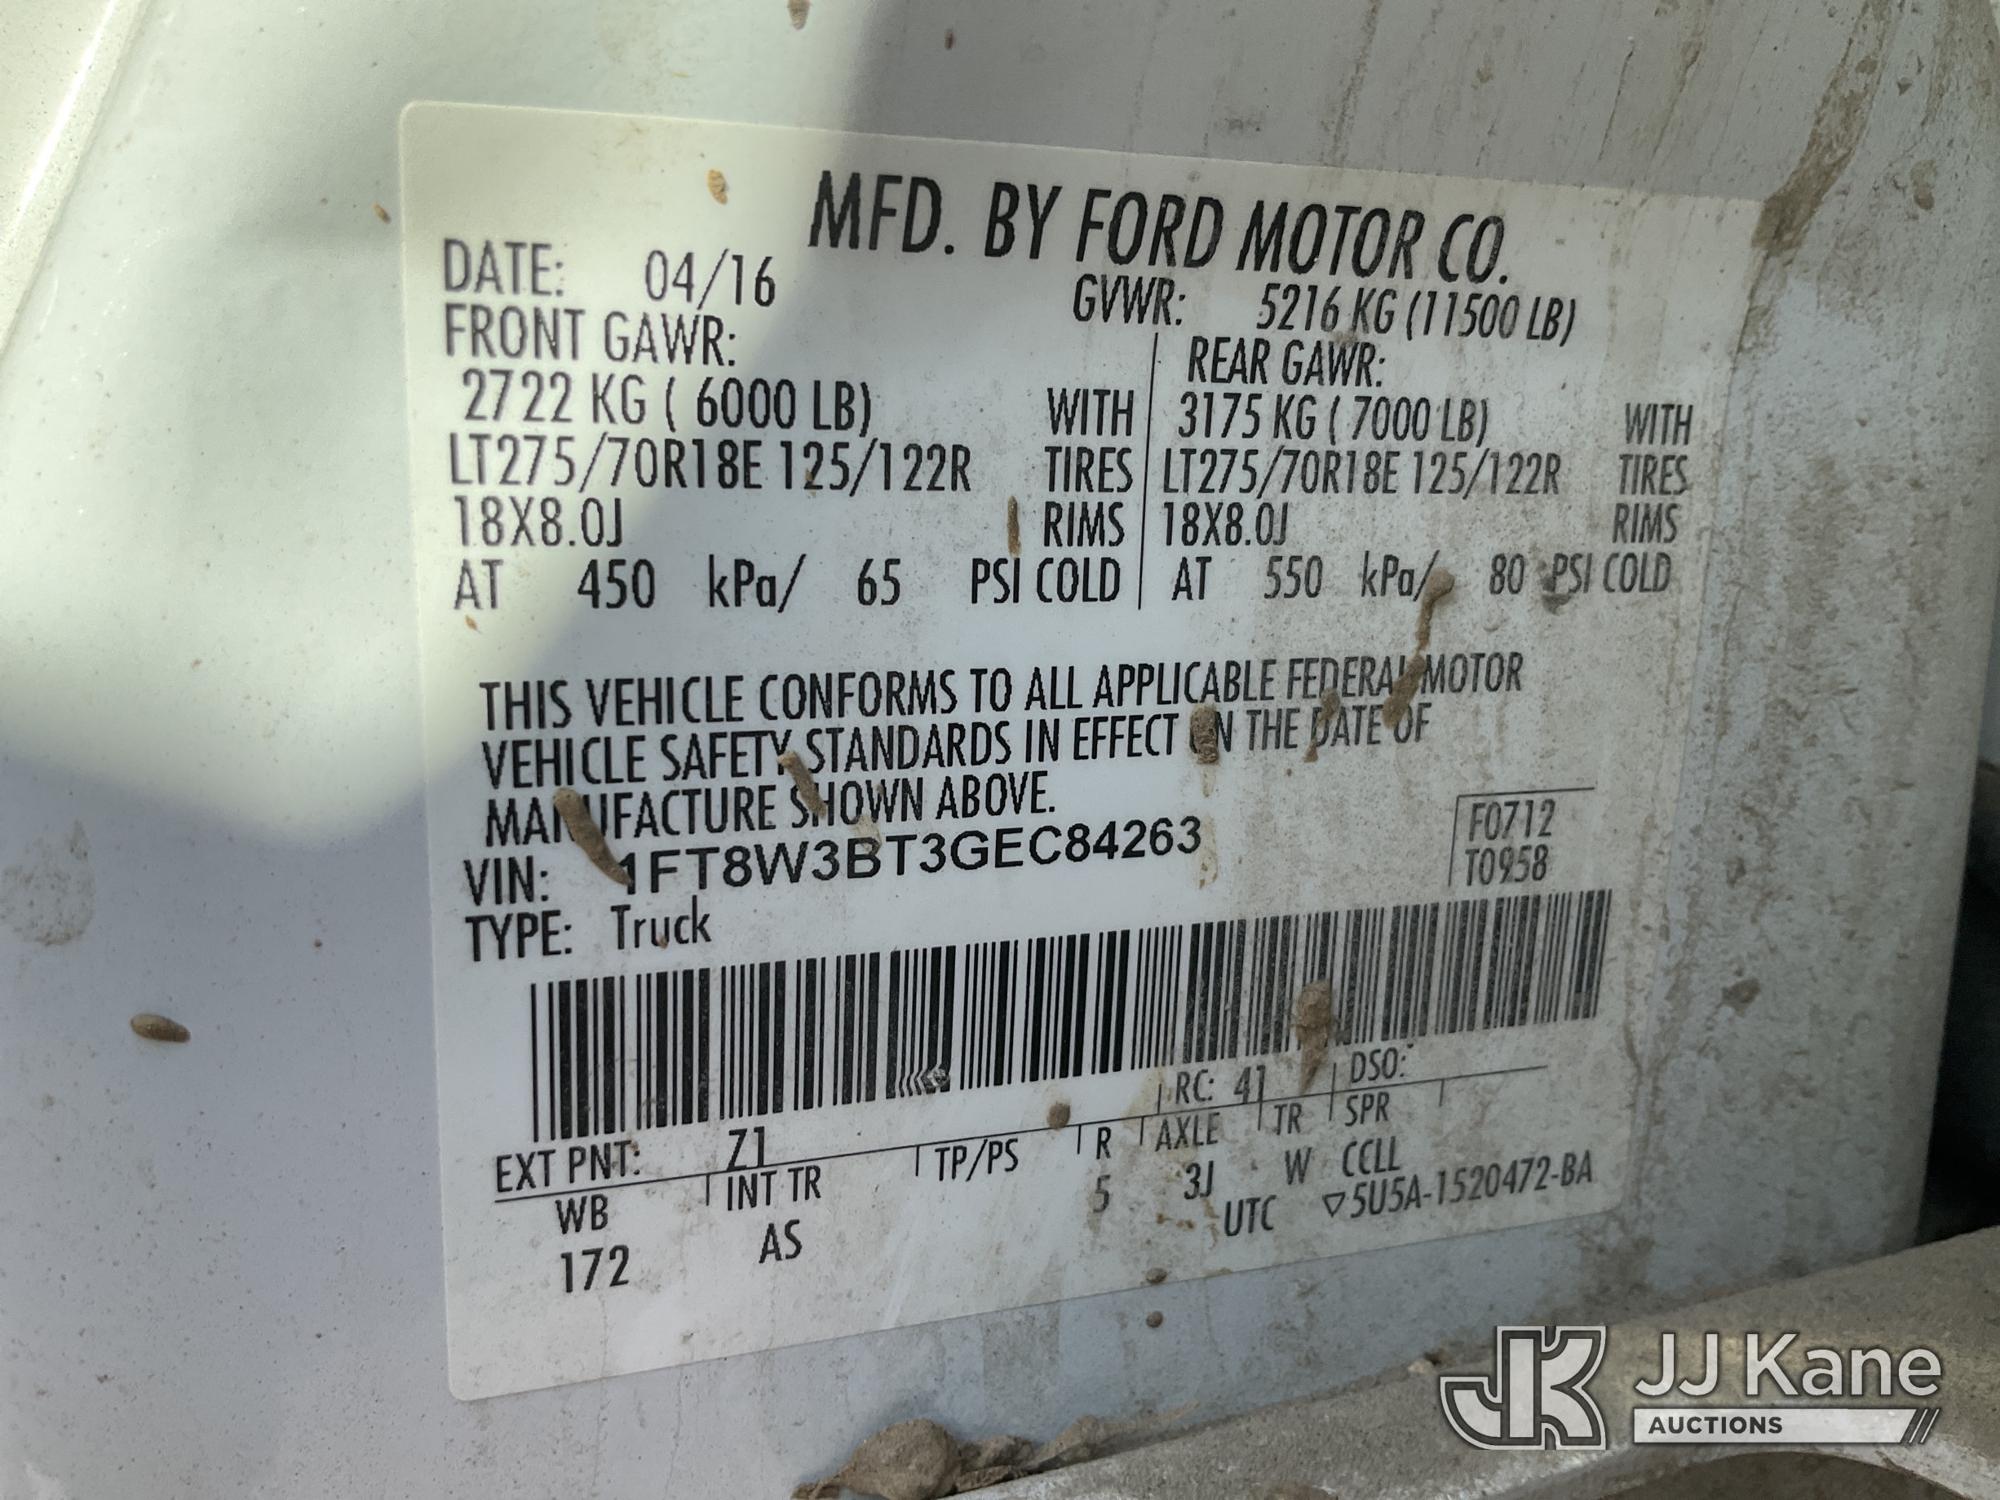 MFD. BY FORD MOTOR CO.
DATE: 04/16 GVWR: 5216 KG (11500 LB)
FRONT GAWR: REAR GAWR:
2722 KG ( 6000 LB) WITH 3175 KG ( 7000 LB) WITH
LT275/70R18E 125/122R TIRES LT275/70R18E 125/122R TIRES
18X8.0J RIMS 18X8.0J RIMS
AT 450 kPa/ 65 PSI COLD AT 550 kPa/ 80 PSI COLD
THIS VEHICLE CONFORMS TO ALL APPLICABLE FEDERAL MOTOR
VEHICLE SAFETY STANDARDS IN EFFECT ON THE DATE OF
MANUFACTURE SHOWN ABOVE.
VIN: 1FT8W3BT3GEC84263
F0712
T0958
TYPE: Truck
RC: 41 DSO:
EXT PNT: Z1
WB INT TR TP/PS R AXLE TR SPR
172 AS 5 3J W CCLL
UTC ▽5U5A-1520472-BA
JK JJ Kane
AUCTIONS